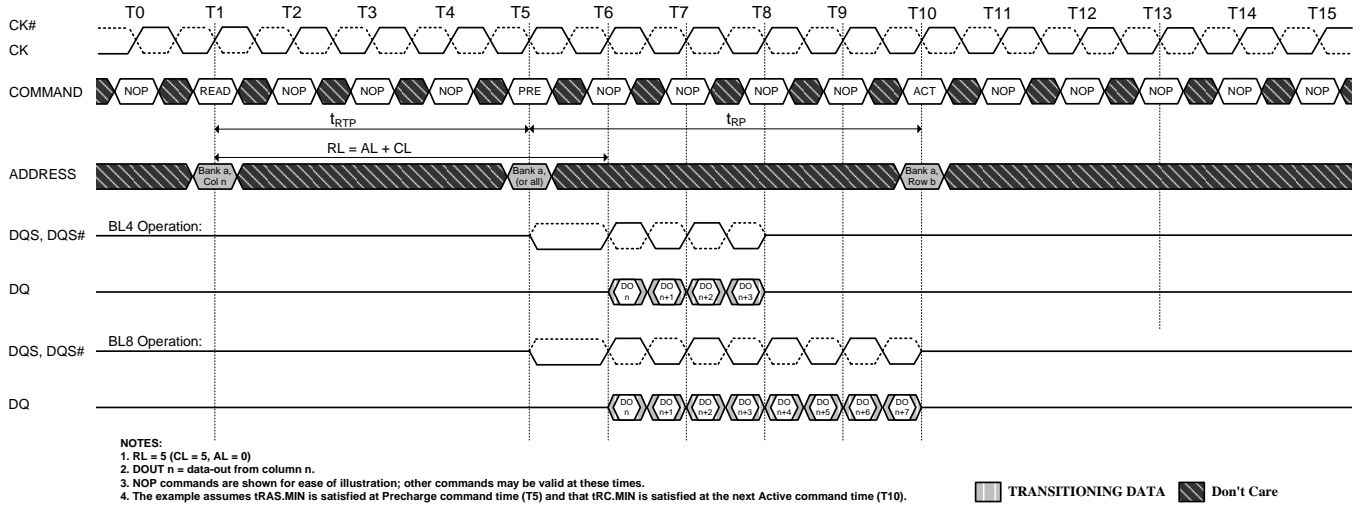 T0 T1 T2 T3 T4 T5 T6 T7 T8 T9 T10 T11 T12 T13 T14 T15
CK#
CK
COMMAND NOP READ NOP NOP NOP PRE NOP NOP NOP NOP ACT NOP NOP NOP NOP NOP
tRTP tRP
RL = AL + CL
ADDRESS
Bank a, Bank a, Bank a,
Col n (or all) Row b
BL4 Operation:
DQS, DQS#
DQ
DO DO DO DO
n n+1 n+2 n+3
BL8 Operation:
DQS, DQS#
DQ
DO DO DO DO DO DO DO DO
n n+1 n+2 n+3 n+4 n+5 n+6 n+7
NOTES:
1. RL = 5 (CL = 5, AL = 0)
2. DOUT n = data-out from column n.
3. NOP commands are shown for ease of illustration; other commands may be valid at these times.
4. The example assumes tRAS.MIN is satisfied at Precharge command time (T5) and that tRC.MIN is satisfied at the next Active command time (T10).
TRANSITIONING DATA Don't Care